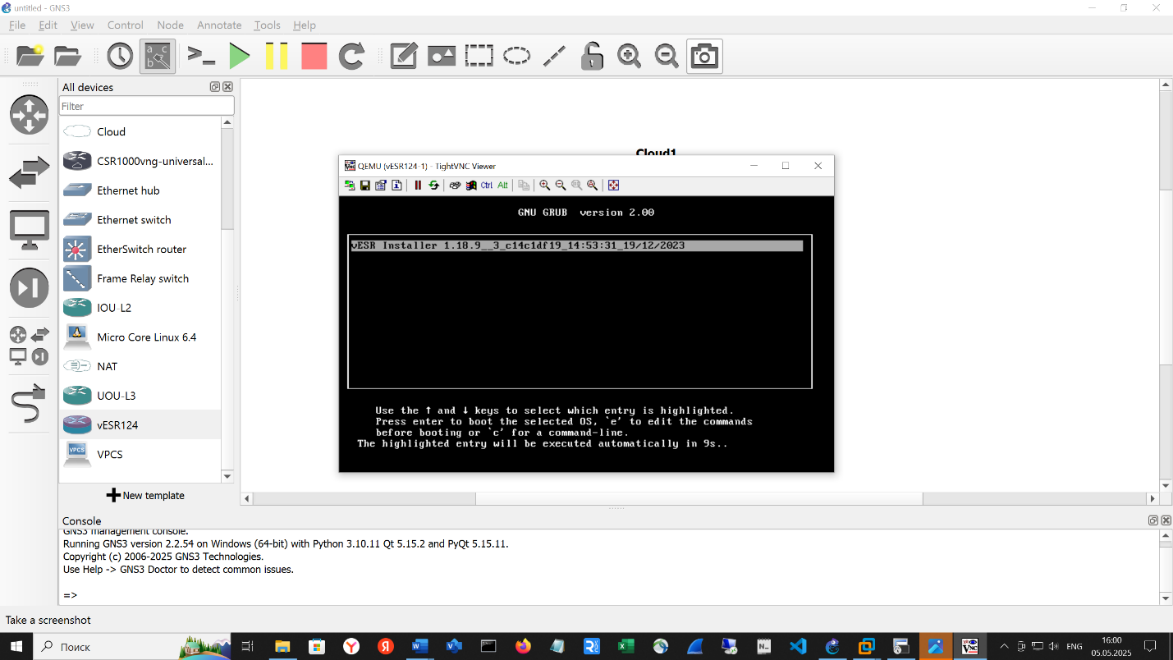 untitled - GNS3
File Edit View Control Node Annotate Tools Help
All devices
Filter
Cloud
CSR1000vng-universal...
Ethernet hub
Ethernet switch
EtherSwitch router
Frame Relay switch
IOU-L2
Micro Core Linux 6.4
NAT
UOU-L3
vESR124
VPCS
New template
Cloud1
QEMU (vESR124-1) - TightVNC Viewer
Ctrl Alt
GNU GRUB version 2.00
vESR Installer 1.18.9__3_c14c1df19_14:53:31_19/12/2023
Use the ↑ and ↓ keys to select which entry is highlighted.
Press enter to boot the selected OS, `e' to edit the commands
before booting or `c' for a command-line.
The highlighted entry will be executed automatically in 9s..
Console
GNS3 management console.
Running GNS3 version 2.2.54 on Windows (64-bit) with Python 3.10.11 Qt 5.15.2 and PyQt 5.15.11.
Copyright (c) 2006-2025 GNS3 Technologies.
Use Help -> GNS3 Doctor to detect common issues.
=>
Take a screenshot
Поиск
ENG
16:00
05.05.2025